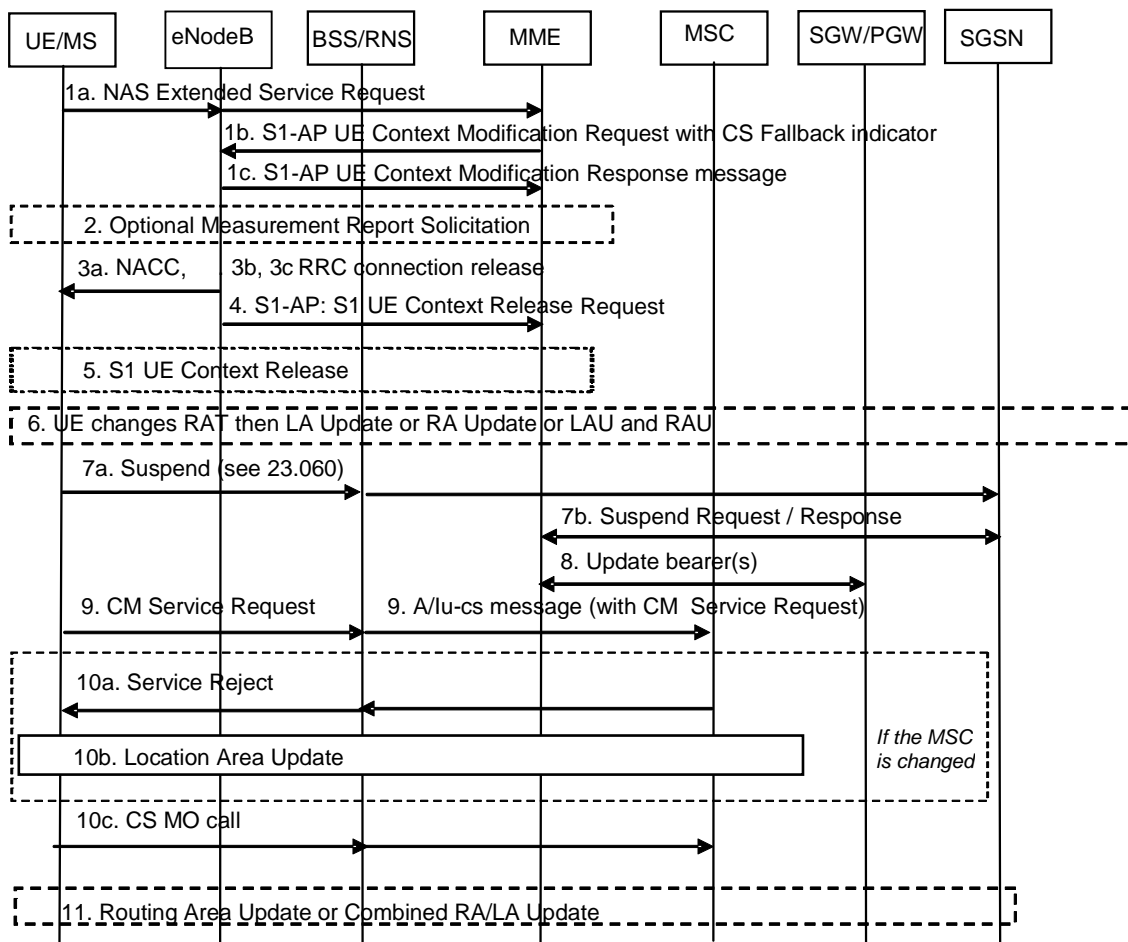 UE/MS
eNodeB
BSS/RNS
MME
MSC
SGW/PGW
SGSN
1a. NAS Extended Service Request
1b. S1-AP UE Context Modification Request with CS Fallback indicator
1c. S1-AP UE Context Modification Response message
2. Optional Measurement Report Solicitation
3a. NACC, . 3b, 3c RRC connection release
4. S1-AP: S1 UE Context Release Request
5. S1 UE Context Release
6. UE changes RAT then LA Update or RA Update or LAU and RAU
7a. Suspend (see 23.060)
7b. Suspend Request / Response
8. Update bearer(s)
9. CM Service Request
9. A/Iu-cs message (with CM Service Request)
10a. Service Reject
If the MSC
is changed
10b. Location Area Update
10c. CS MO call
11. Routing Area Update or Combined RA/LA Update